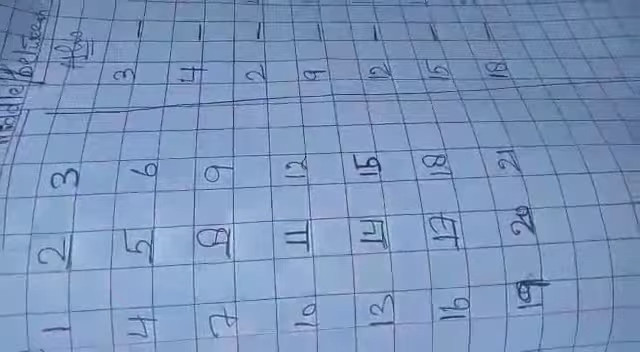 Between
1 2 3
4 5 6 3 –
7 8 9 4 –
2 –
10 11 12 9 –
13 14 15 12 –
16 17 18 15 –
19 20 21 18 –